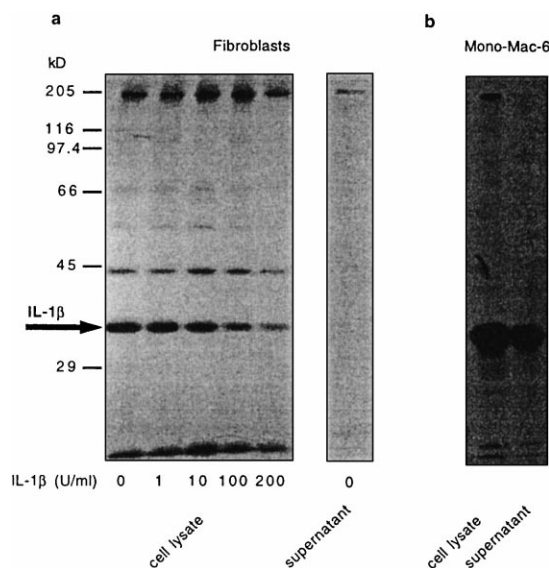 a
b
Fibroblasts
Mono-Mac-6
kD
205
116
97.4
66
45
IL-1β
29
IL-1β (U/ml) 0 1 10 100 200 0
cell lysate
supernatant
cell lysate
supernatant